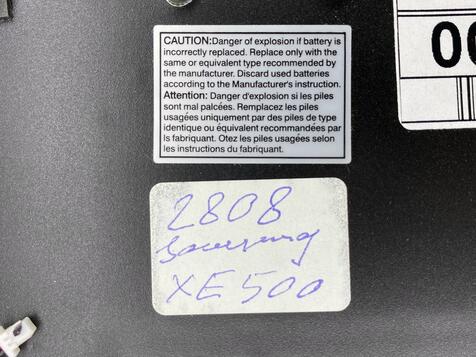 CAUTION:Danger of explosion if battery is
incorrectly replaced. Replace only with the
same or equivalent type recommended by
the manufacturer. Discard used batteries
according to the Manufacturer's instruction.
Attention: Danger d'explosion si les piles
sont mal palcées. Remplacez les piles
usagées uniquement par des piles de type
identique ou équivalent recommandées par
ls fabriquant. Otez les piles usagées selon
les instructions du fabriquant.
00
2808
Samsung
XE500